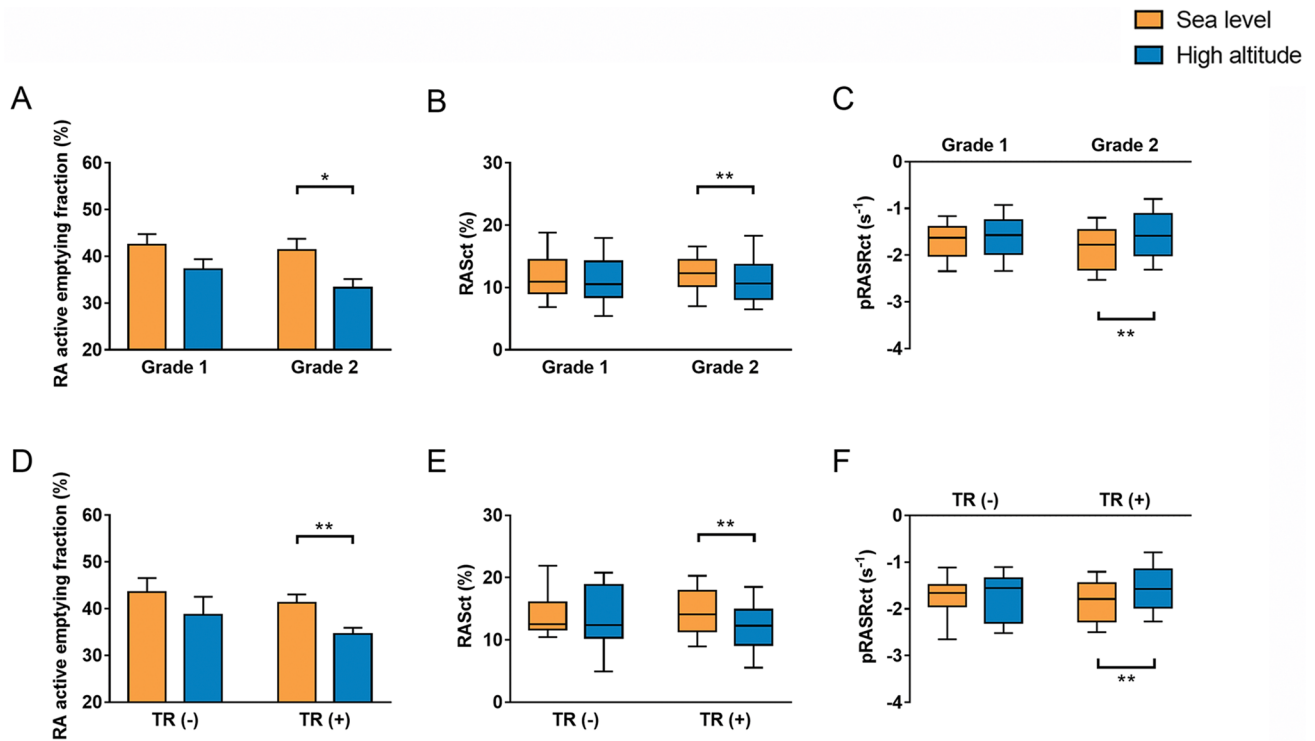 Sea level
High altitude
A
RA active emptying fraction (%)
60
50
40
30
20
*
Grade 1
Grade 2
B
RASct (%)
30
20
10
0
**
Grade 1
Grade 2
C
pRASRct (s⁻¹)
Grade 1
Grade 2
0
-1
-2
-3
-4
**
D
RA active emptying fraction (%)
60
50
40
30
20
**
TR (-)
TR (+)
E
RASct (%)
30
20
10
0
**
TR (-)
TR (+)
F
pRASRct (s⁻¹)
TR (-)
TR (+)
0
-1
-2
-3
-4
**